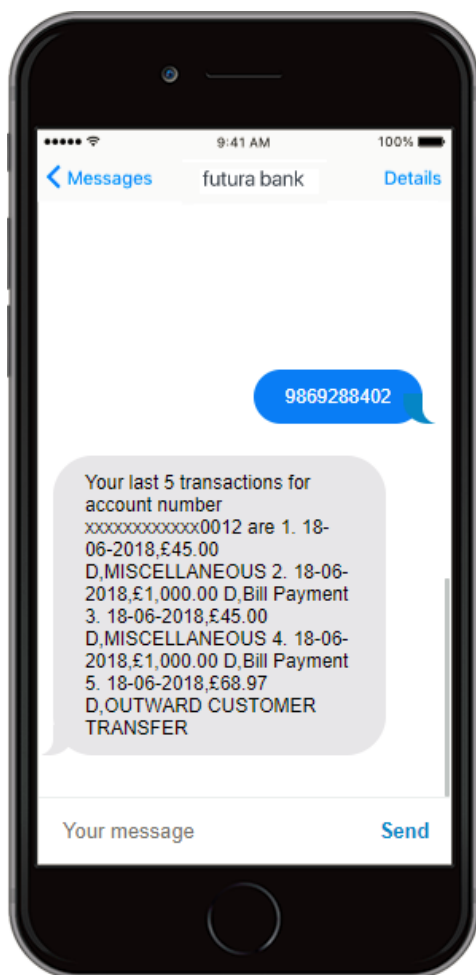 9:41 AM
100%
Messages
futura bank
Details
9869288402
Your last 5 transactions for
account number
xxxxxxxxxxxx0012 are 1. 18-
06-2018,£45.00
D,MISCELLANEOUS 2. 18-06-
2018,£1,000.00 D,Bill Payment
3. 18-06-2018,£45.00
D,MISCELLANEOUS 4. 18-06-
2018,£1,000.00 D,Bill Payment
5. 18-06-2018,£68.97
D,OUTWARD CUSTOMER
TRANSFER
Your message
Send